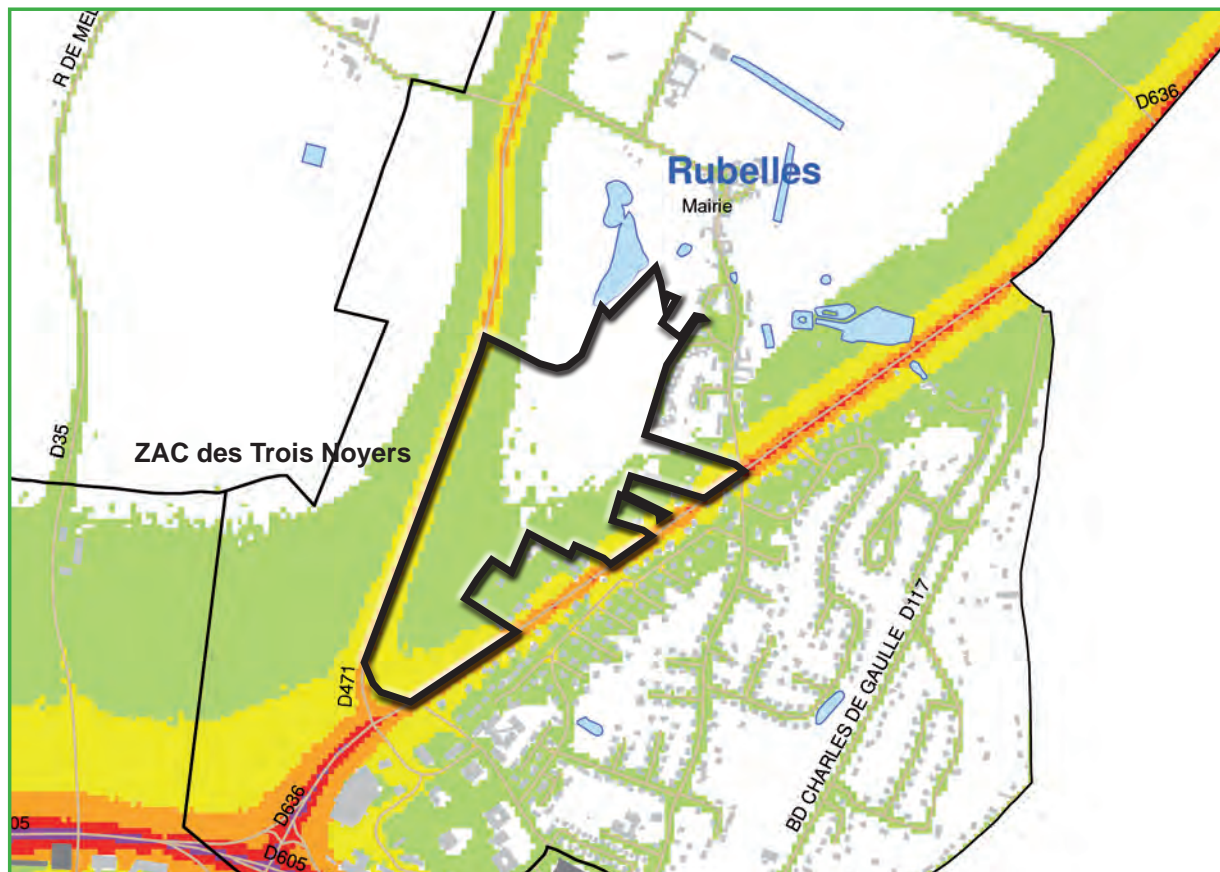 R DE MEL
D636
Rubelles
Mairie
D35
ZAC des Trois Noyers
D471
BD CHARLES DE GAULLE D117
D636
05
D605